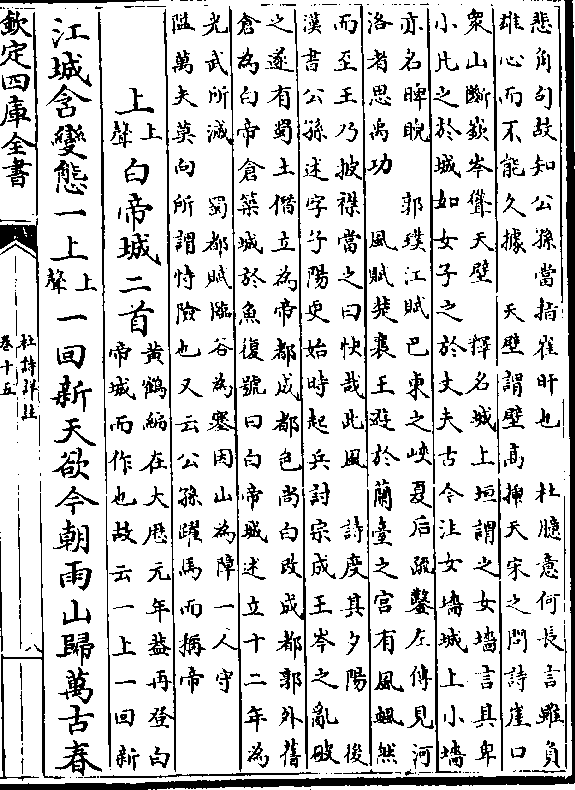 悲角句故知公孫當指崔旰也　杜臆意何長言雖負
雄心而不能久據　天壁謂壁髙揷天宋之問詩崖口
衆山斷嶔岑聳天壁　釋名城上垣謂之女墻言其卑
小比之於城如女子之於丈夫古今注女墻城上小墻
亦名睥睨　郭璞江賦巴東之峽夏后疏鑿左傳見河
洛者思禹功　風賦楚襄王遊於蘭臺之宫有風颯然
而至王乃披襟當之曰快哉此風　詩度其夕陽　後
漢書公孫述字子陽更始時起兵討宗成王岑之亂破
之遂有蜀土僣立為帝都成都色尚白改成都郭外舊
倉為白帝倉築城於魚復號曰白帝城述立十二年為
光武所滅　蜀都賦臨谷為塞因山為障一人守
隘萬夫莫向所謂恃險也又云公孫躍馬而稱帝
上上聲白帝城二首
黄鶴編在大厯元年葢再登白
帝城而作也故云一上一回新
江城含變態一上上聲一回新天欲今朝雨山歸萬古春
欽定四庫全書
杜詩詳註
卷十五
八